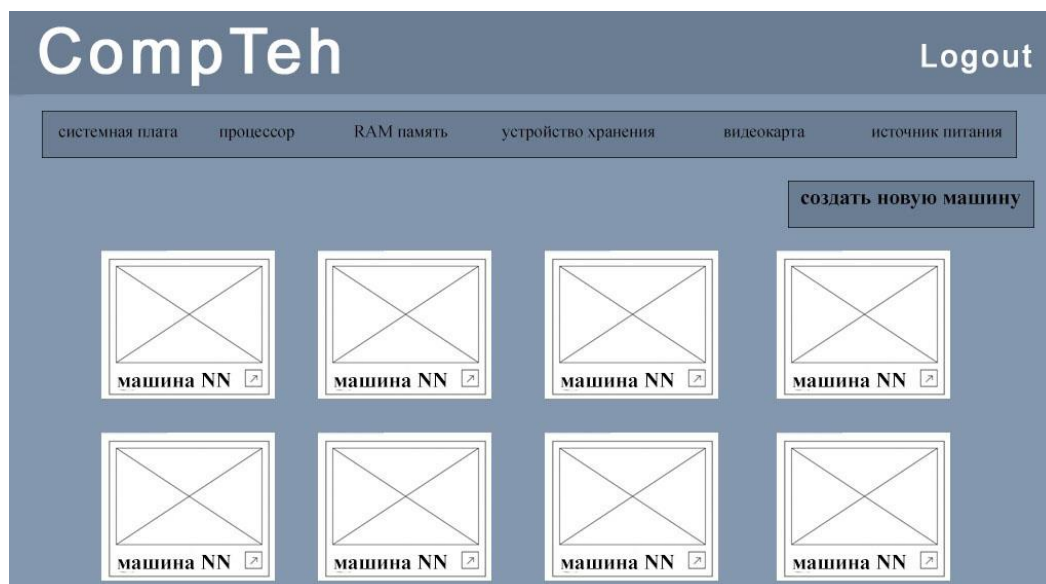 CompTeh
Logout
системная плата процессор RAM память устройство хранения видеокарта источник питания
создать новую машину
машина NN машина NN машина NN машина NN
машина NN машина NN машина NN машина NN